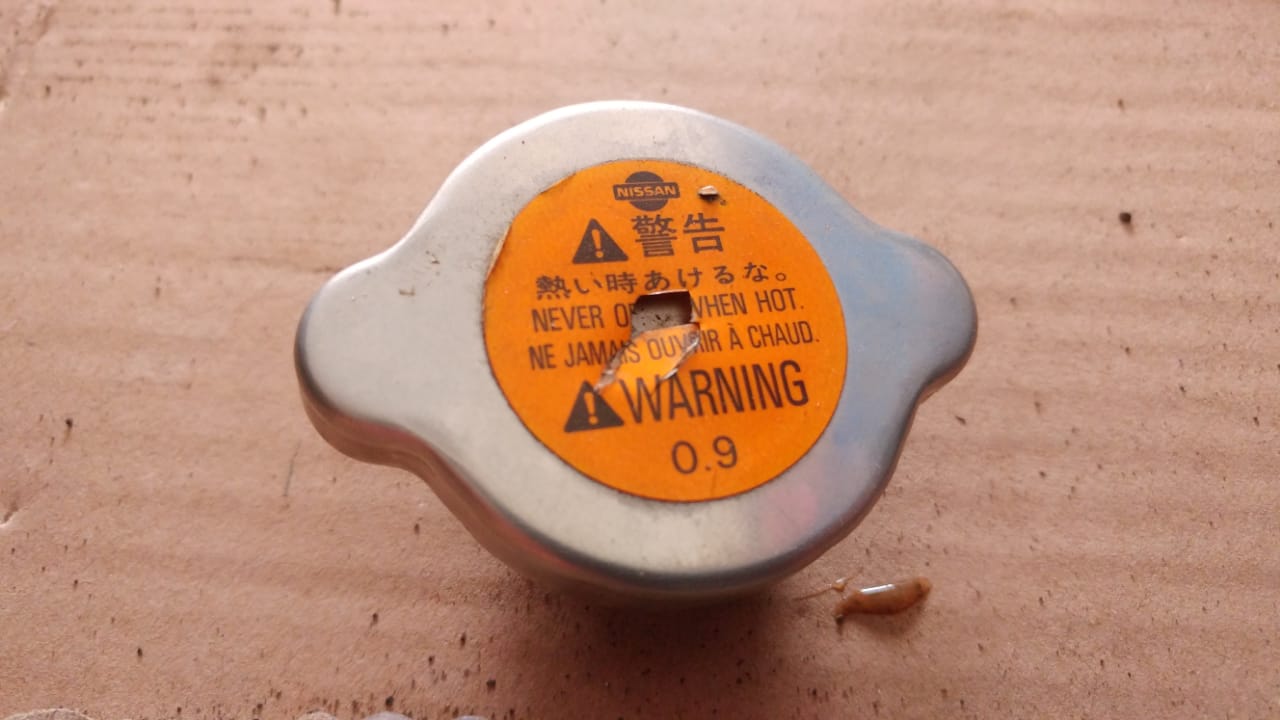 NISSAN
警告
熱い時あけるな。
NEVER WHEN HOT.
NE JAMAIS OUVRIR À CHAUD.
WARNING
0.9